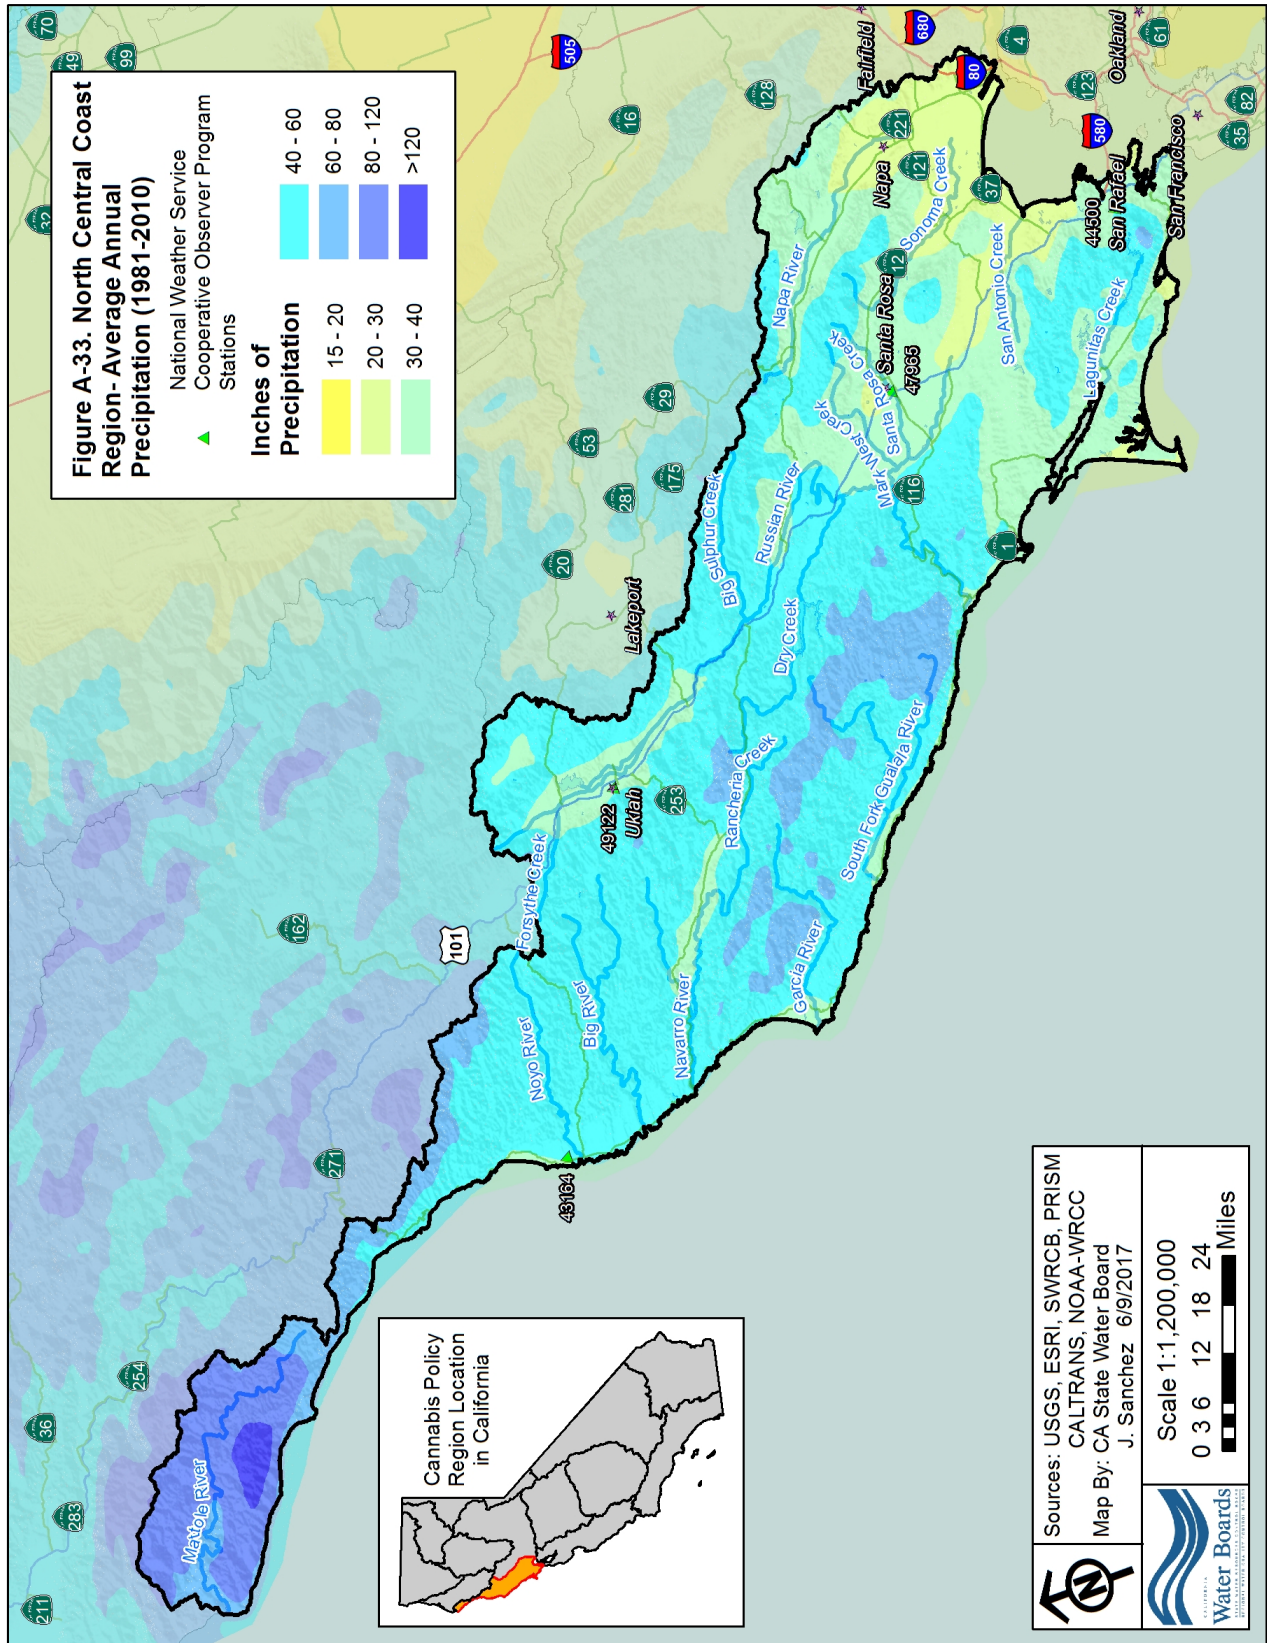 Figure A-33. North Central Coast
Region- Average Annual
Precipitation (1981-2010)
National Weather Service
Cooperative Observer Program
Stations
Inches of
Precipitation
15 - 20
20 - 30
30 - 40
40 - 60
60 - 80
80 - 120
>120
70
49
99
32
505
16
128
680
80
4
61
123
580
82
35
221
121
37
12
29
53
175
281
20
116
1
253
162
101
271
254
36
283
211
Fairfield
Oakland
Napa
San Rafael
44500
San Francisco
Santa Rosa
47965
Lakeport
Ukiah
49122
43164
Sonoma Creek
Napa River
San Antonio Creek
Lagunitas Creek
Santa Rosa Creek
Mark West Creek
Russian River
Big Sulphur Creek
Dry Creek
South Fork Gualala River
Rancheria Creek
Garcia River
Navarro River
Forsythe Creek
Big River
Noyo River
Mattole River
Cannabis Policy
Region Location
in California
Sources: USGS, ESRI, SWRCB, PRISM
CALTRANS, NOAA-WRCC
Map By: CA State Water Board
J. Sanchez 6/9/2017
N
Scale 1:1,200,000
0 3 6 12 18 24
Miles
CALIFORNIA
Water Boards